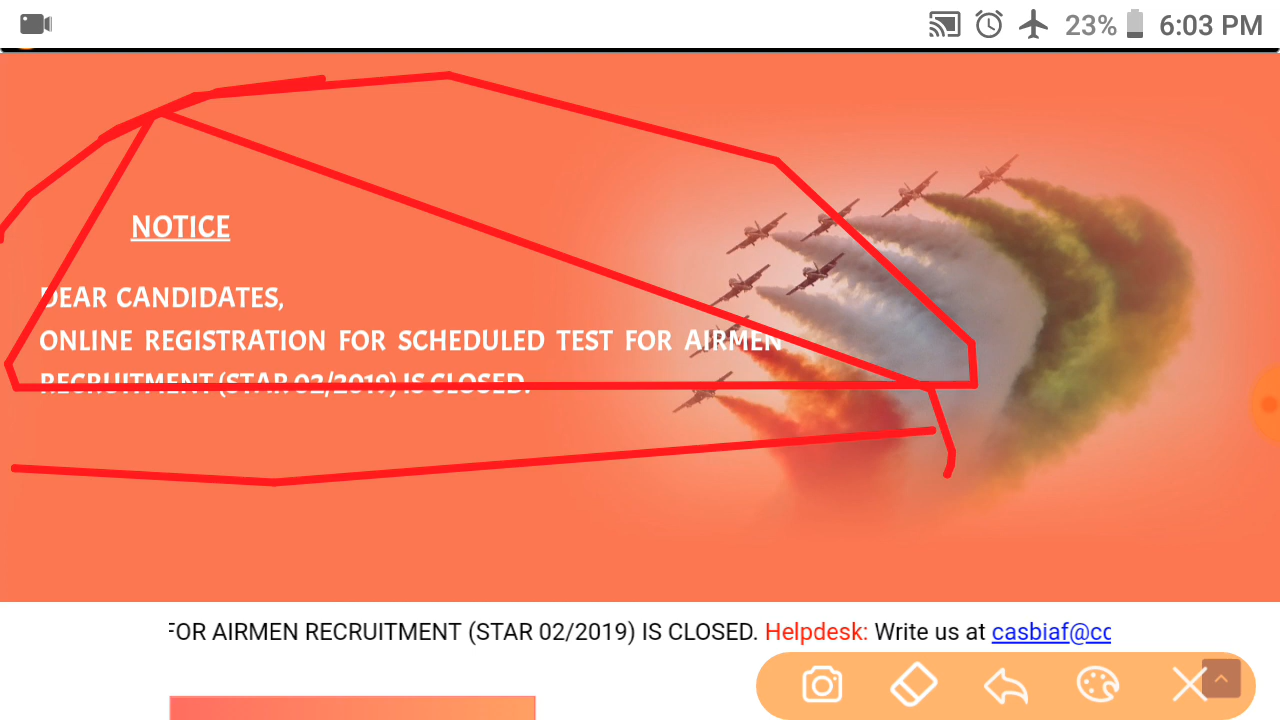 23% 6:03 PM
NOTICE
DEAR CANDIDATES,
ONLINE REGISTRATION FOR SCHEDULED TEST FOR AIRMEN
RECRUITMENT (STAR 02/2019) IS CLOSED.
FOR AIRMEN RECRUITMENT (STAR 02/2019) IS CLOSED. Helpdesk: Write us at casbiaf@cc